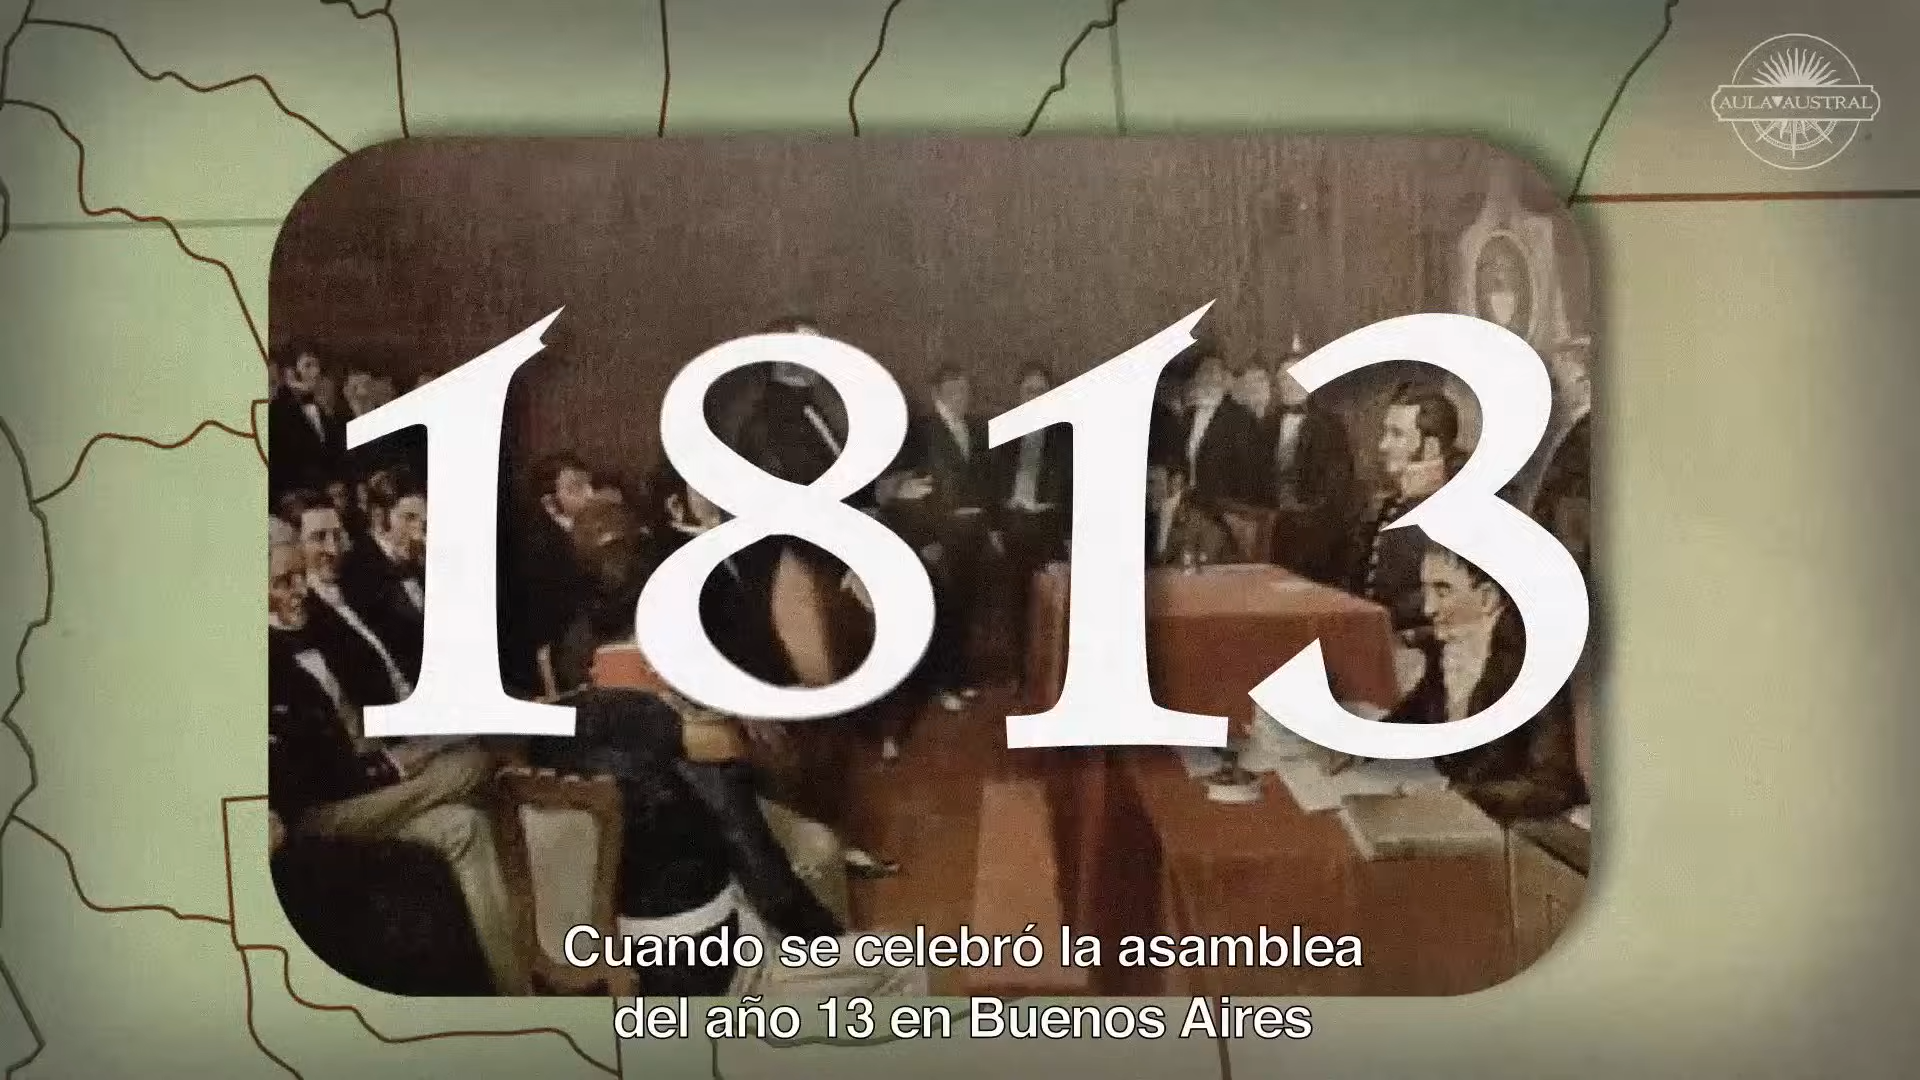 AULA AUSTRAL
1813
Cuando se celebró la asamblea
del año 13 en Buenos Aires